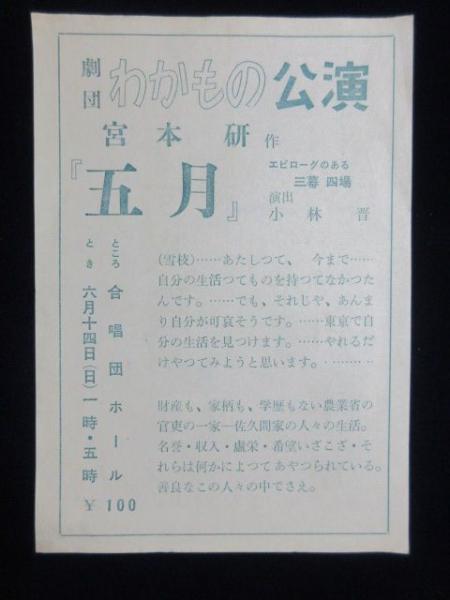 劇団 わかもの 公演
宮本 研 作
『五月』
エピローグのある
三幕 四場
演出
小林 晋
(雪枝)……あたしつて、今まで……
自分の生活つてものを持つてなかつた
んです。……でも、それじや、あんま
り自分が可哀そうです。……東京で自
分の生活を見つけます。……やれるだ
けやつてみようと思います。…………
財産も、家柄も、学歴もない農業省の
官吏の一家―佐久間家の人々の生活。
名誉・収入・虚栄・希望いざこざ・そ
れらは何かによつてあやつられている。
善良なこの人々の中でさえ。
ところ 合唱団ホール
とき 六月十四日(日)一時・五時 ¥100